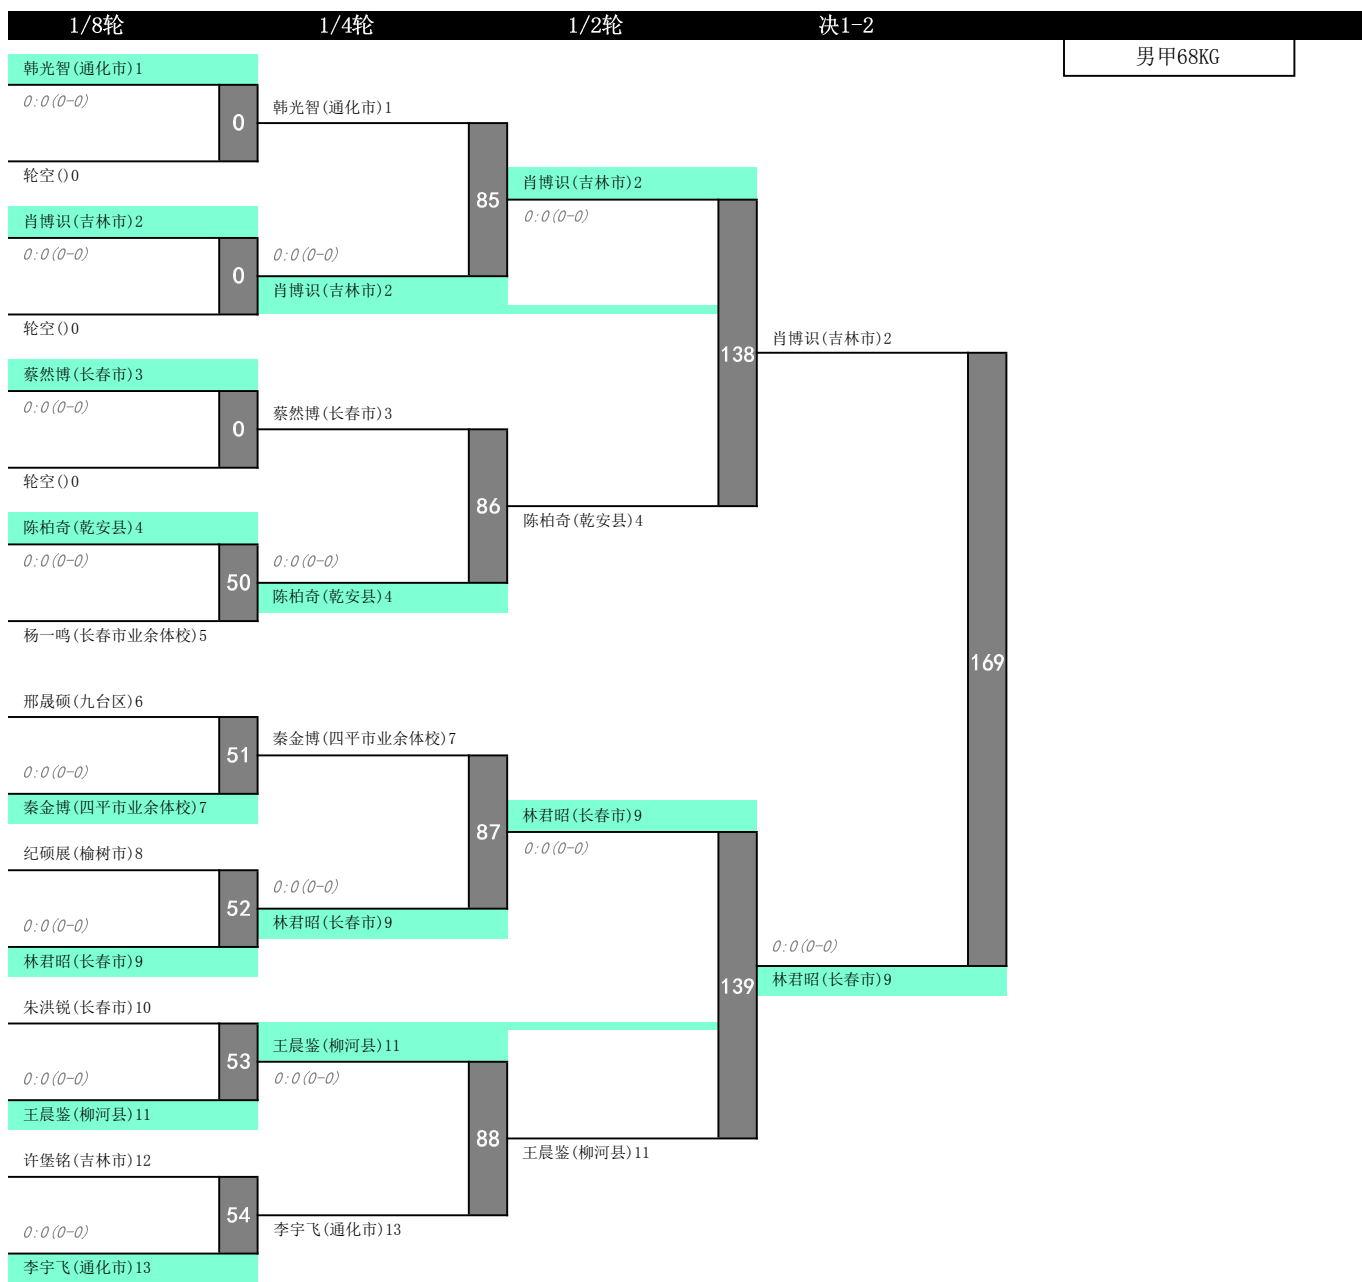 1/8轮 1/4轮 1/2轮 决1-2
男甲68KG
韩光智(通化市)1
0:0(0-0)
0
轮空()0
肖博识(吉林市)2
0:0(0-0)
0
轮空()0
蔡然博(长春市)3
0:0(0-0)
0
轮空()0
陈柏奇(乾安县)4
0:0(0-0)
50
杨一鸣(长春市业余体校)5
邢晟硕(九台区)6
51
0:0(0-0)
秦金博(四平市业余体校)7
纪硕展(榆树市)8
52
0:0(0-0)
林君昭(长春市)9
朱洪锐(长春市)10
53
0:0(0-0)
王晨鉴(柳河县)11
许堡铭(吉林市)12
54
0:0(0-0)
李宇飞(通化市)13
韩光智(通化市)1
85
0:0(0-0)
肖博识(吉林市)2
蔡然博(长春市)3
86
0:0(0-0)
陈柏奇(乾安县)4
秦金博(四平市业余体校)7
87
0:0(0-0)
林君昭(长春市)9
王晨鉴(柳河县)11
0:0(0-0)
88
李宇飞(通化市)13
肖博识(吉林市)2
0:0(0-0)
138
陈柏奇(乾安县)4
林君昭(长春市)9
0:0(0-0)
139
王晨鉴(柳河县)11
肖博识(吉林市)2
169
0:0(0-0)
林君昭(长春市)9